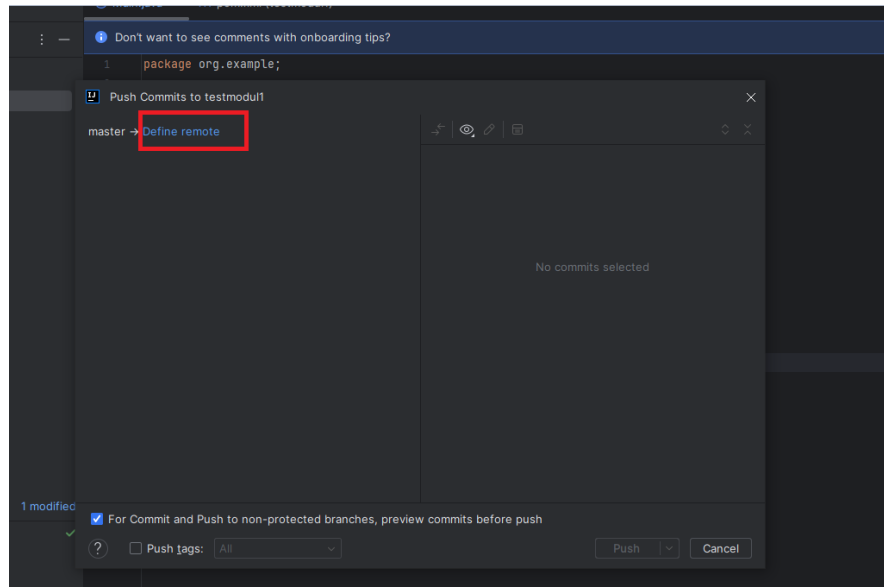 Don't want to see comments with onboarding tips?
1 package org.example;
Push Commits to testmodul1
master → Define remote
No commits selected
1 modified
For Commit and Push to non-protected branches, preview commits before push
? Push tags: All Push Cancel